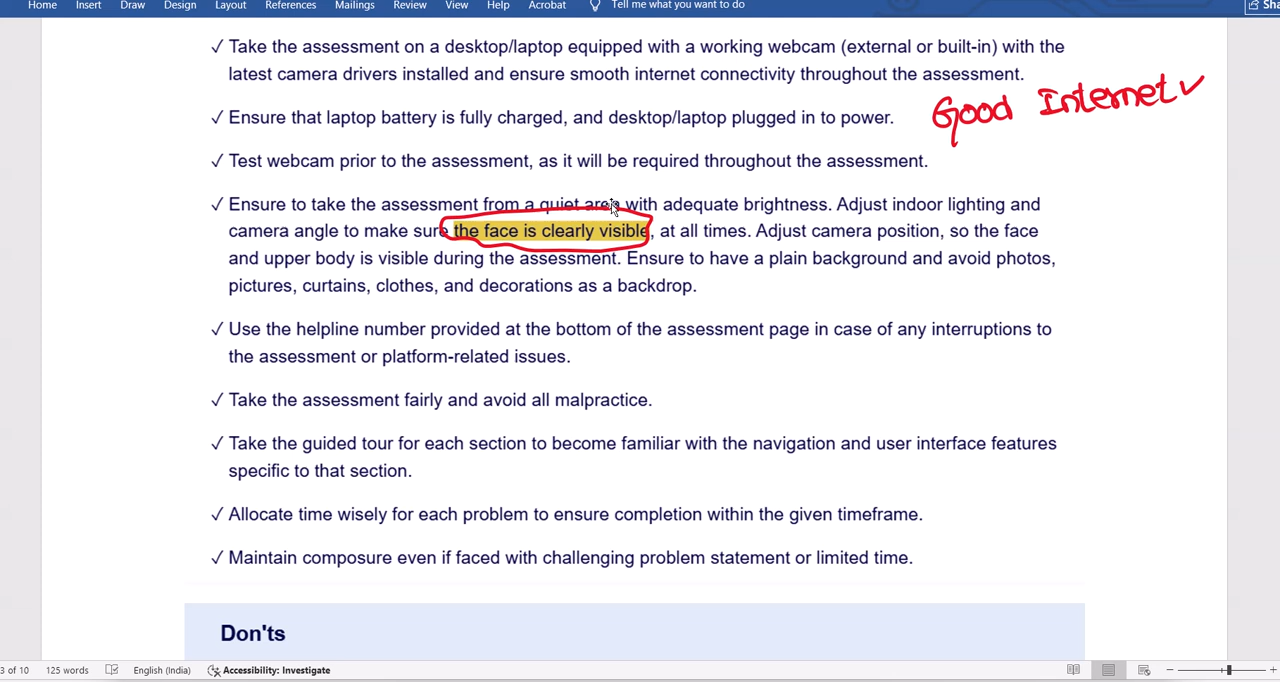 Home Insert Draw Design Layout References Mailings Review View Help Acrobat Tell me what you want to do Sha
✓ Take the assessment on a desktop/laptop equipped with a working webcam (external or built-in) with the
latest camera drivers installed and ensure smooth internet connectivity throughout the assessment.
Good Internet ✓
✓ Ensure that laptop battery is fully charged, and desktop/laptop plugged in to power.
✓ Test webcam prior to the assessment, as it will be required throughout the assessment.
✓ Ensure to take the assessment from a quiet area with adequate brightness. Adjust indoor lighting and
camera angle to make sure the face is clearly visible, at all times. Adjust camera position, so the face
and upper body is visible during the assessment. Ensure to have a plain background and avoid photos,
pictures, curtains, clothes, and decorations as a backdrop.
✓ Use the helpline number provided at the bottom of the assessment page in case of any interruptions to
the assessment or platform-related issues.
✓ Take the assessment fairly and avoid all malpractice.
✓ Take the guided tour for each section to become familiar with the navigation and user interface features
specific to that section.
✓ Allocate time wisely for each problem to ensure completion within the given timeframe.
✓ Maintain composure even if faced with challenging problem statement or limited time.
Don'ts
3 of 10 125 words English (India) Accessibility: Investigate